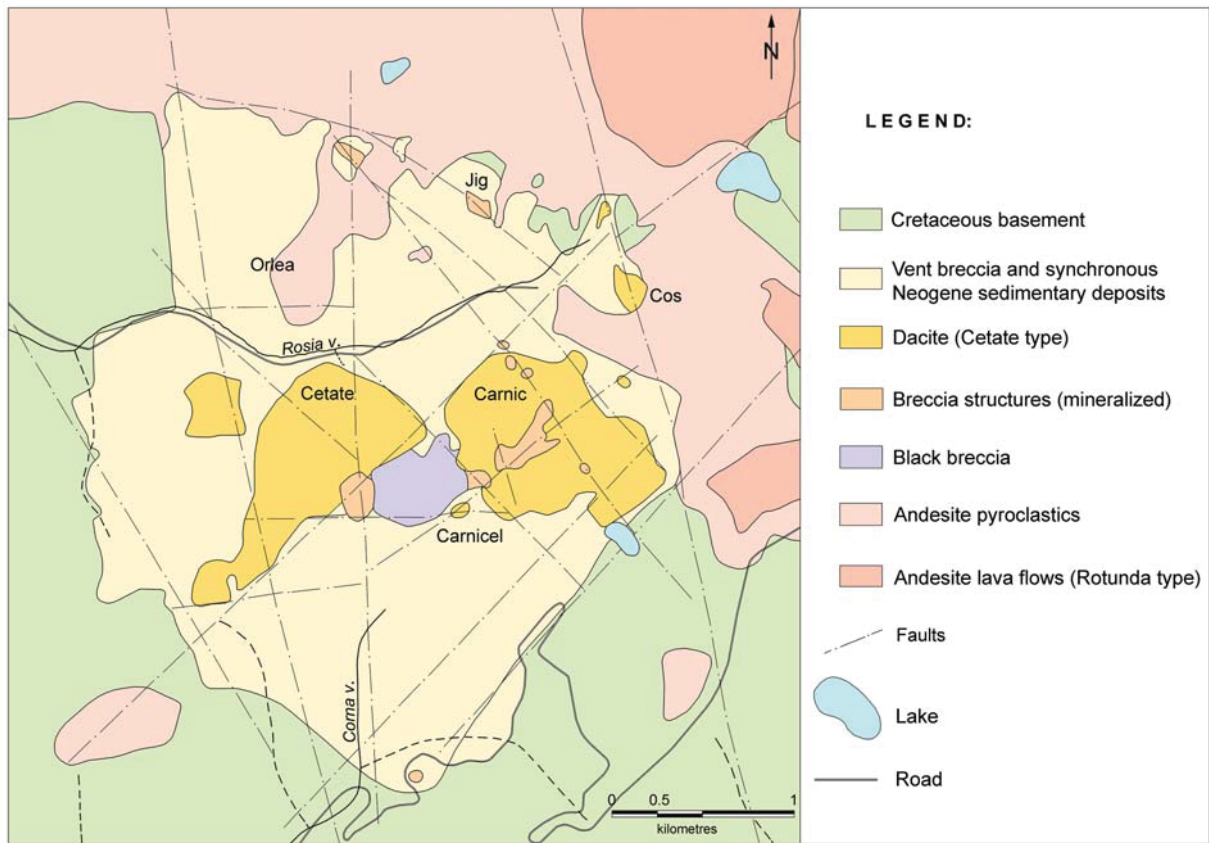 N
Jig
Orlea
Cos
Rosia v.
Cetate
Carnic
Carnicel
Corna v.
0 0.5 1
kilometres
L E G E N D:
Cretaceous basement
Vent breccia and synchronous
Neogene sedimentary deposits
Dacite (Cetate type)
Breccia structures (mineralized)
Black breccia
Andesite pyroclastics
Andesite lava flows (Rotunda type)
Faults
Lake
Road